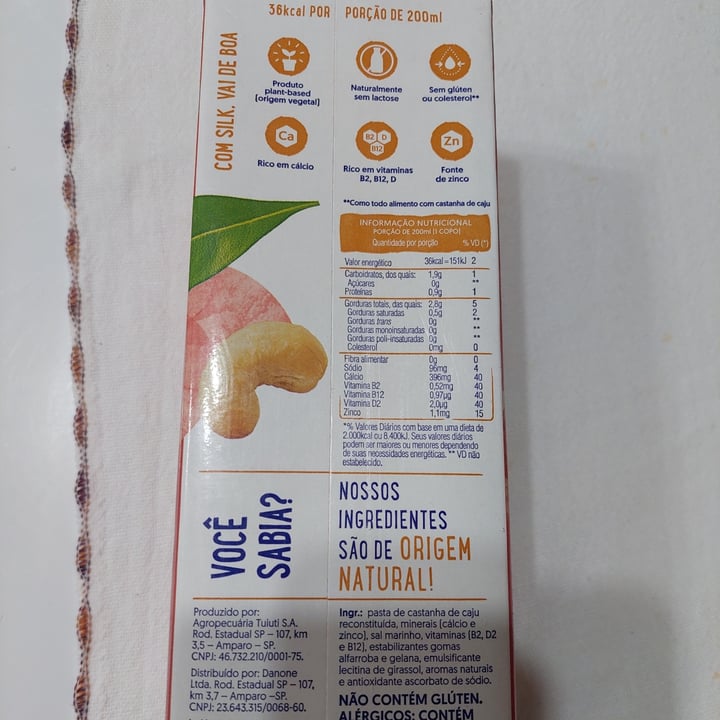 36kcal POR PORÇÃO DE 200ml
COM SILK, VAI DE BOA
Produto
plant-based
[origem vegetal]
Naturalmente
sem lactose
Sem glúten
ou colesterol**
Ca
Rico em cálcio
B2 D
B12
Rico em vitaminas
B2, B12, D
Zn
Fonte
de zinco
**Como todo alimento com castanha de caju
INFORMAÇÃO NUTRICIONAL
PORÇÃO DE 200ml (1 COPO)
Quantidade por porção % VD (*)
Valor energético 36kcal=151kJ 2
Carboidratos, dos quais: 1,9g 1
Açúcares 0g **
Proteínas 0,9g 1
Gorduras totais, das quais: 2,8g 5
Gorduras saturadas 0,5g 2
Gorduras trans 0g **
Gorduras monoinsaturadas 0g **
Gorduras poli-insaturadas 0g **
Colesterol 0mg 0
Fibra alimentar 0g 0
Sódio 96mg 4
Cálcio 396mg 40
Vitamina B2 0,52mg 40
Vitamina B12 0,97µg 40
Vitamina D2 2,0µg 40
Zinco 1,1mg 15
*% Valores Diários com base em uma dieta de
2.000kcal ou 8.400kJ. Seus valores diários
podem ser maiores ou menores dependendo
de suas necessidades energéticas. ** VD não
estabelecido.
VOCÊ
SABIA?
NOSSOS
INGREDIENTES
SÃO DE ORIGEM
NATURAL!
Produzido por:
Agropecuária Tuiuti S.A.
Rod. Estadual SP – 107, km
3,5 – Amparo – SP.
CNPJ: 46.732.210/0001-75.
Distribuído por: Danone
Ltda. Rod. Estadual SP – 107,
km 3,7 – Amparo –SP.
CNPJ: 23.643.315/0068-60.
Ingr.: pasta de castanha de caju
reconstituída, minerais (cálcio e
zinco), sal marinho, vitaminas (B2, D2
e B12), estabilizantes gomas
alfarroba e gelana, emulsificante
lecitina de girassol, aromas naturais
e antioxidante ascorbato de sódio.
NÃO CONTÉM GLÚTEN.
ALÉRGICOS: CONTÉM